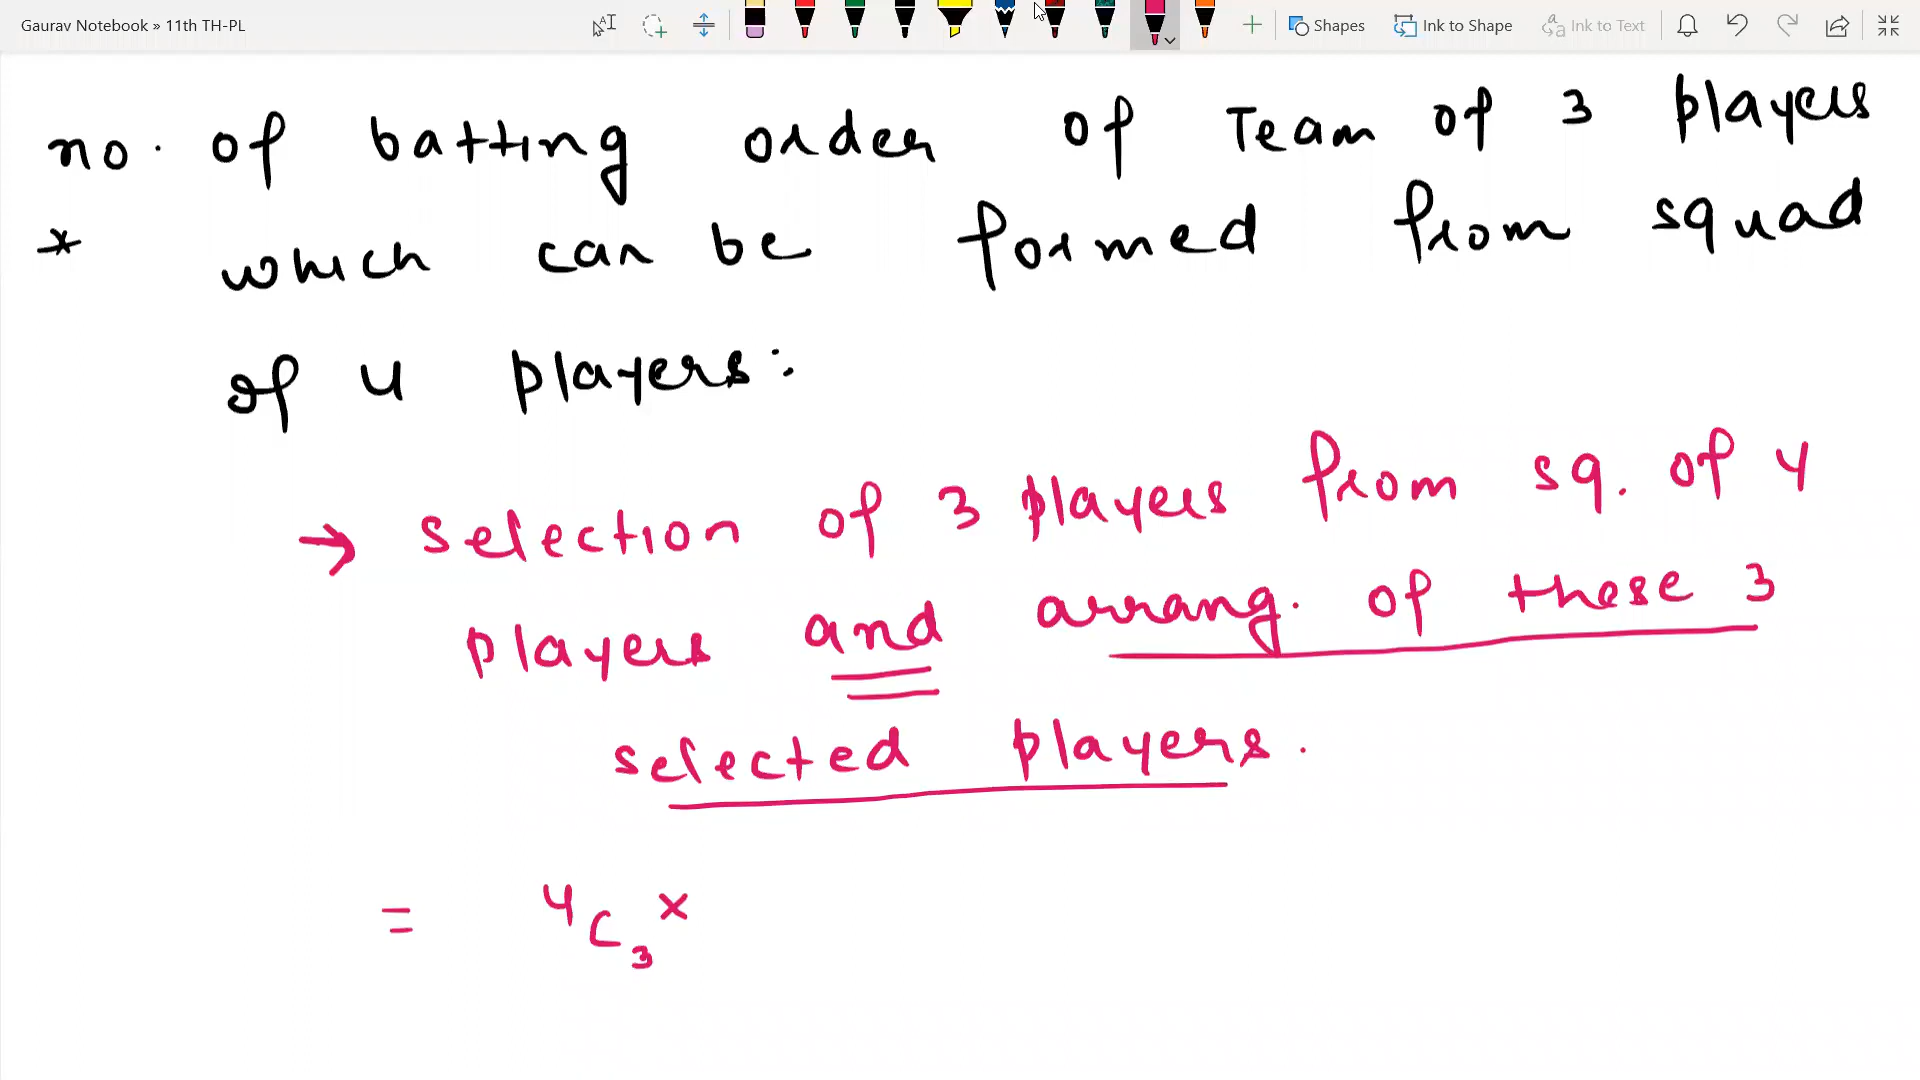 Gaurav Notebook » 11th TH-PL
Shapes
Ink to Shape
Ink to Text
no. of batting order of Team of 3 players
* which can be formed from squad
of 4 players:
→ selection of 3 players from sq. of 4
players and arrang. of these 3
selected players.
= ⁴C₃ ×